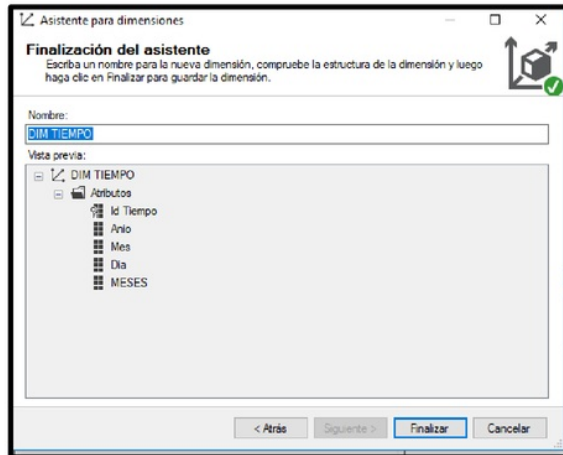 Asistente para dimensiones
Finalización del asistente
Escriba un nombre para la nueva dimensión, compruebe la estructura de la dimensión y luego
haga clic en Finalizar para guardar la dimensión.
Nombre:
DIM TIEMPO
Vista previa:
DIM TIEMPO
Atributos
Id Tiempo
Anio
Mes
Dia
MESES
< Atrás Siguiente > Finalizar Cancelar